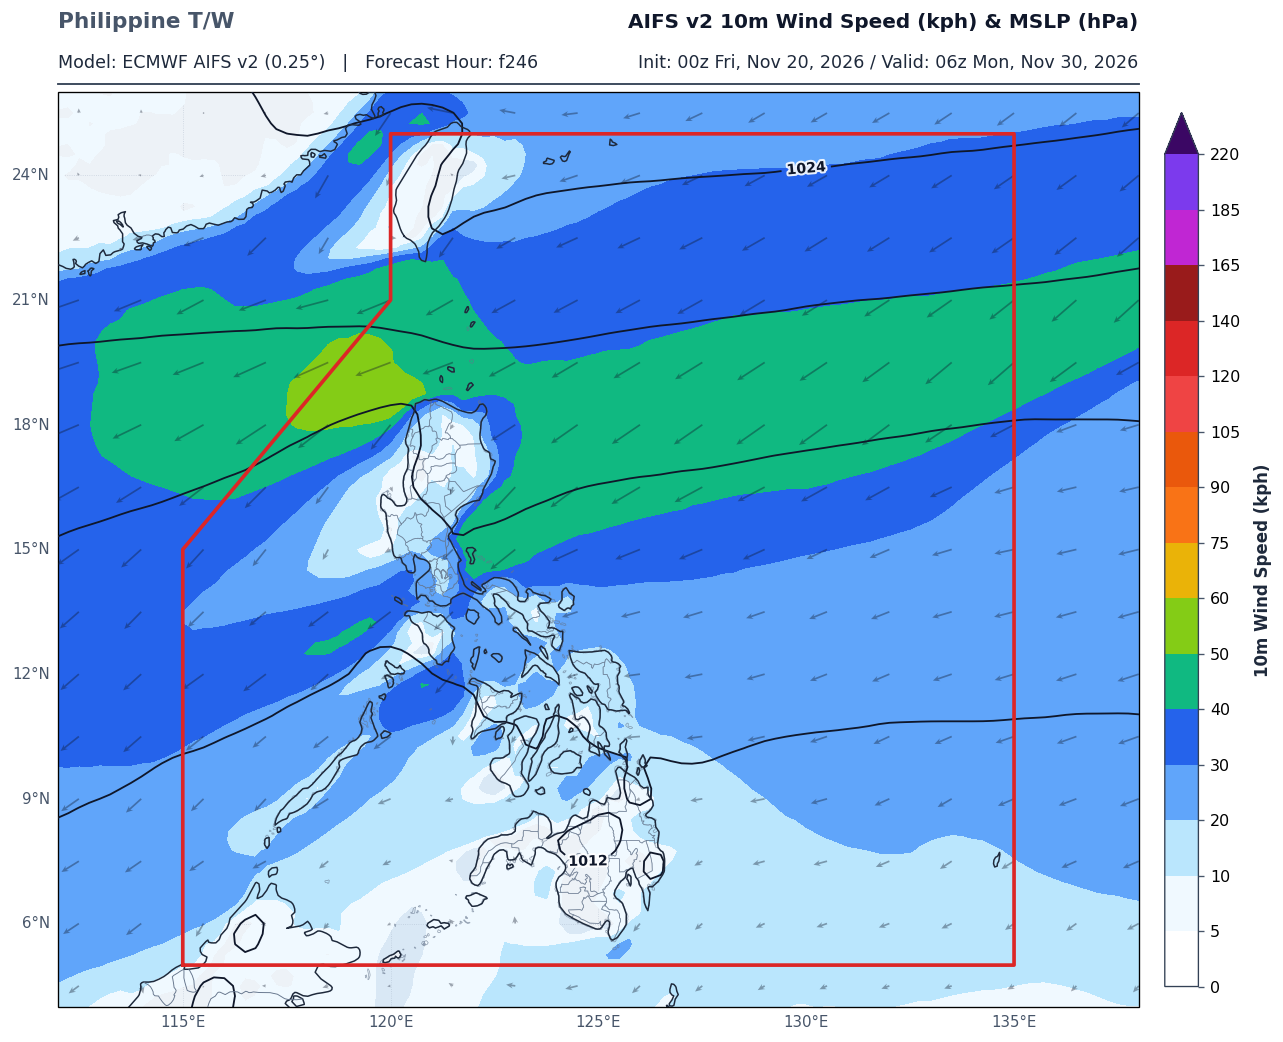 Philippine T/W
AIFS v2 10m Wind Speed (kph) & MSLP (hPa)
Model: ECMWF AIFS v2 (0.25°) | Forecast Hour: f246
Init: 00z Fri, Nov 20, 2026 / Valid: 06z Mon, Nov 30, 2026
24°N
21°N
18°N
15°N
12°N
9°N
6°N
115°E
120°E
125°E
130°E
135°E
1024
1012
220
185
165
140
120
105
90
75
60
50
40
30
20
10
5
0
10m Wind Speed (kph)